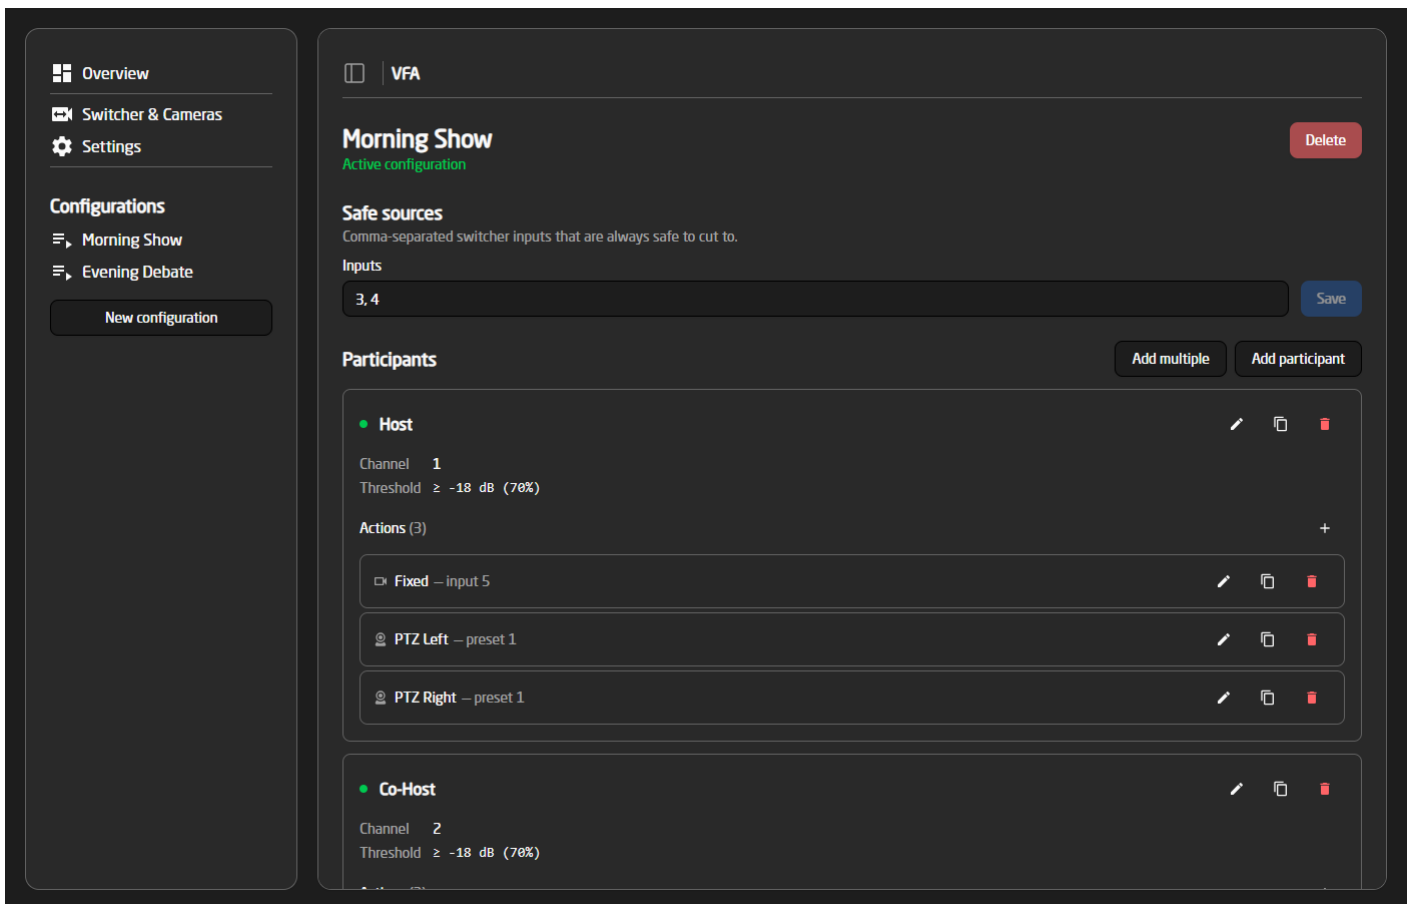 Overview
Switcher & Cameras
Settings
Configurations
Morning Show
Evening Debate
New configuration
VFA
Morning Show
Delete
Active configuration
Safe sources
Comma-separated switcher inputs that are always safe to cut to.
Inputs
3, 4
Save
Participants
Add multiple
Add participant
Host
Channel 1
Threshold ≥ -18 dB (70%)
Actions (3)
+
Fixed — input 5
PTZ Left — preset 1
PTZ Right — preset 1
Co-Host
Channel 2
Threshold ≥ -18 dB (70%)